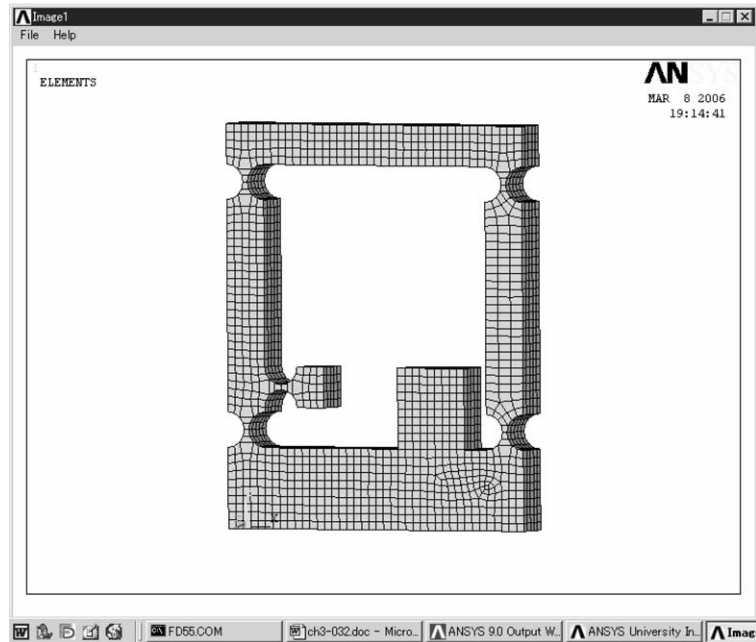 Image1
File Help
1
ELEMENTS
ANSYS
MAR 8 2006
19:14:41
X
FD55.COM
ch3-032.doc - Micro...
ANSYS 9.0 Output W...
ANSYS University In...
Imag